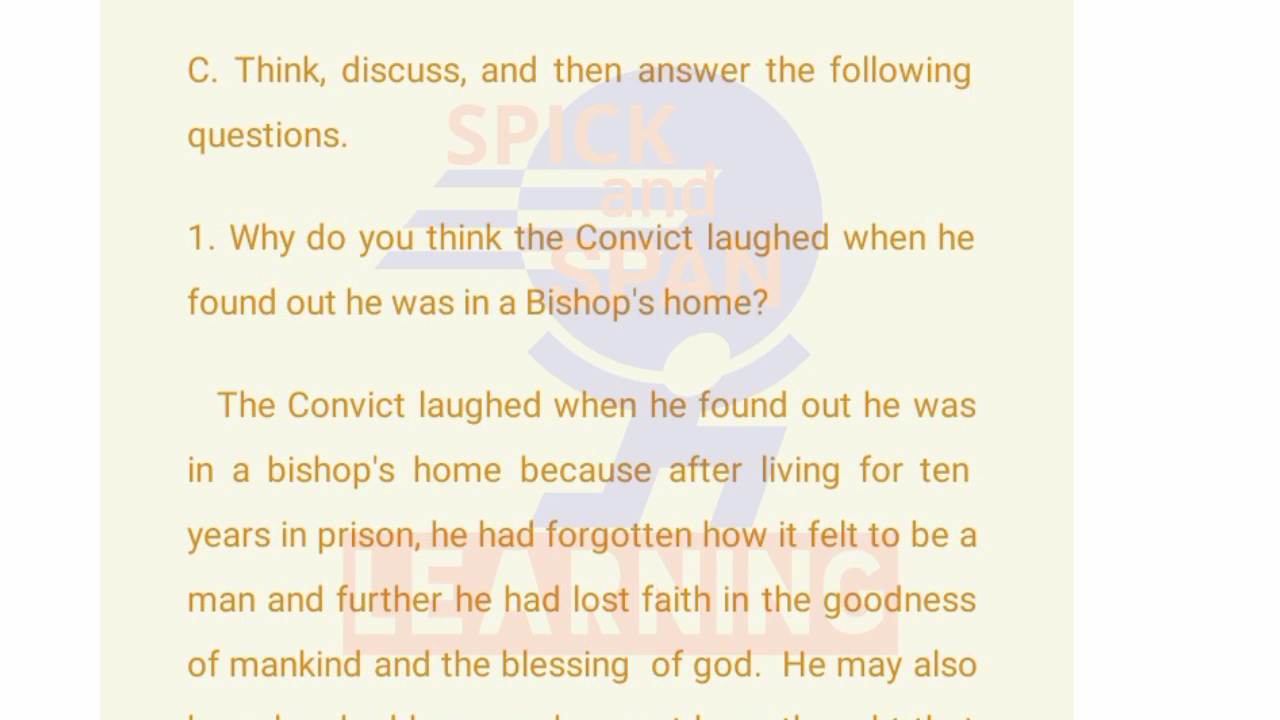 C. Think, discuss, and then answer the following
questions.
SPICK
and
SPAN
1. Why do you think the Convict laughed when he
found out he was in a Bishop's home?
The Convict laughed when he found out he was
in a bishop's home because after living for ten
years in prison, he had forgotten how it felt to be a
man and further he had lost faith in the goodness
LEARNING
of mankind and the blessing of god. He may also